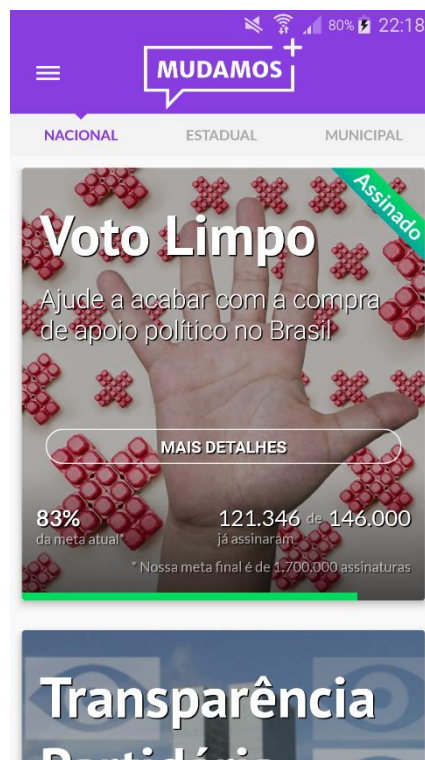 80% 22:18
MUDAMOS
NACIONAL ESTADUAL MUNICIPAL
Assinado
Voto Limpo
Ajude a acabar com a compra
de apoio político no Brasil
MAIS DETALHES
83% 121.346 de 146.000
da meta atual* já assinaram
* Nossa meta final é de 1.700.000 assinaturas
Transparência
Partidária